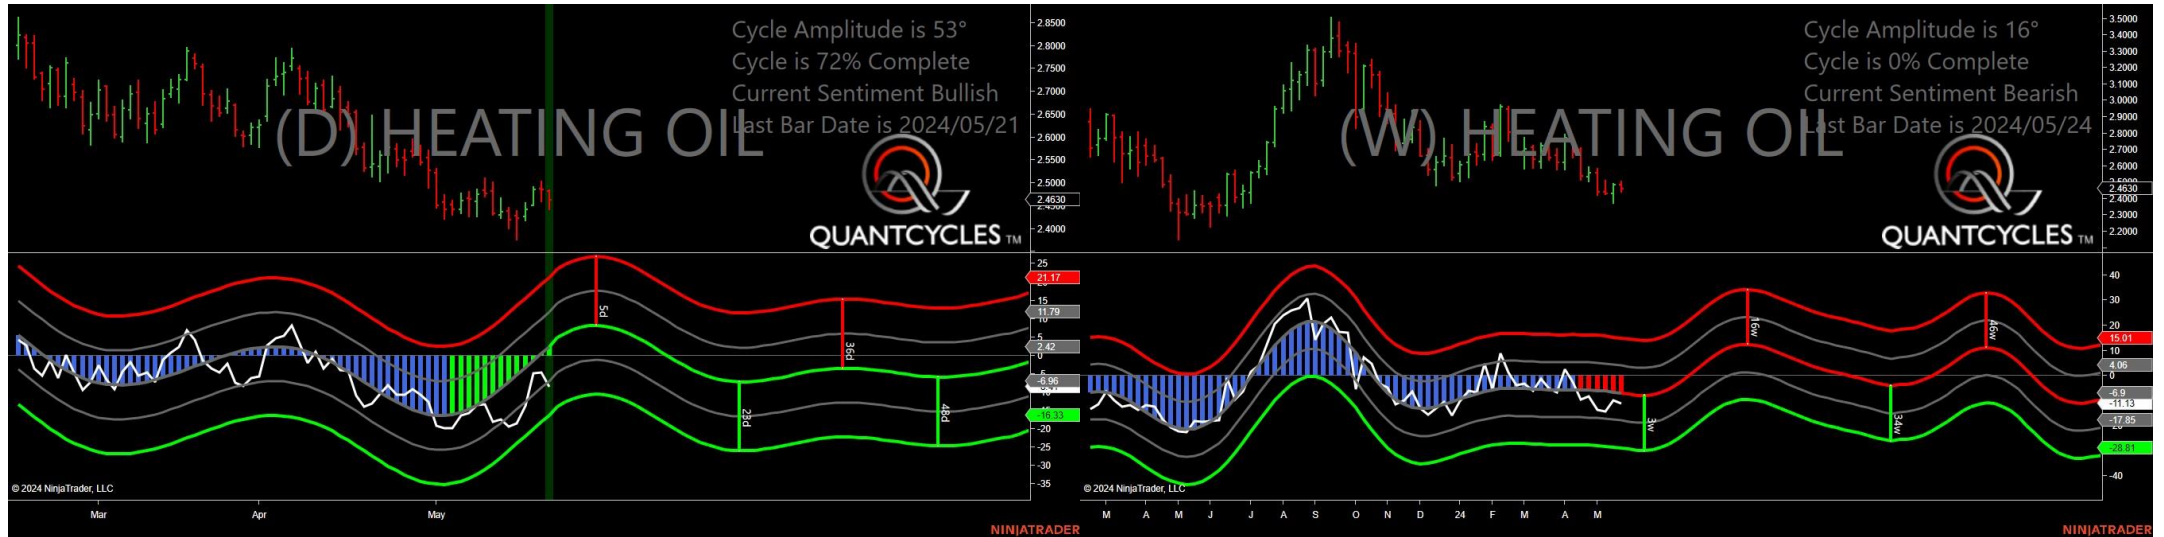 Cycle Amplitude is 53°
Cycle is 72% Complete
Current Sentiment Bullish
Last Bar Date is 2024/05/21
(D) HEATING OIL
QUANTCYCLES TM
2.8500
2.8000
2.7500
2.7000
2.6500
2.6000
2.5500
2.5000
2.4630
2.4000
25
21.17
15
11.79
5
2.42
0
-6.96
-16.33
-20
-25
-30
-35
5d
23d
36d
48d
© 2024 NinjaTrader, LLC
Mar Apr May
NINJATRADER
Cycle Amplitude is 16°
Cycle is 0% Complete
Current Sentiment Bearish
Last Bar Date is 2024/05/24
(W) HEATING OIL
QUANTCYCLES TM
3.5000
3.4000
3.3000
3.2000
3.1000
3.0000
2.9000
2.8000
2.7000
2.6000
2.4630
2.4000
2.3000
2.2000
40
30
20
15.01
10
4.06
0
-6.9
-11.13
-17.85
-28.81
-40
3w
16w
34w
46w
© 2024 NinjaTrader, LLC
M A M J J A S O N D 24 F M A M
NINJATRADER